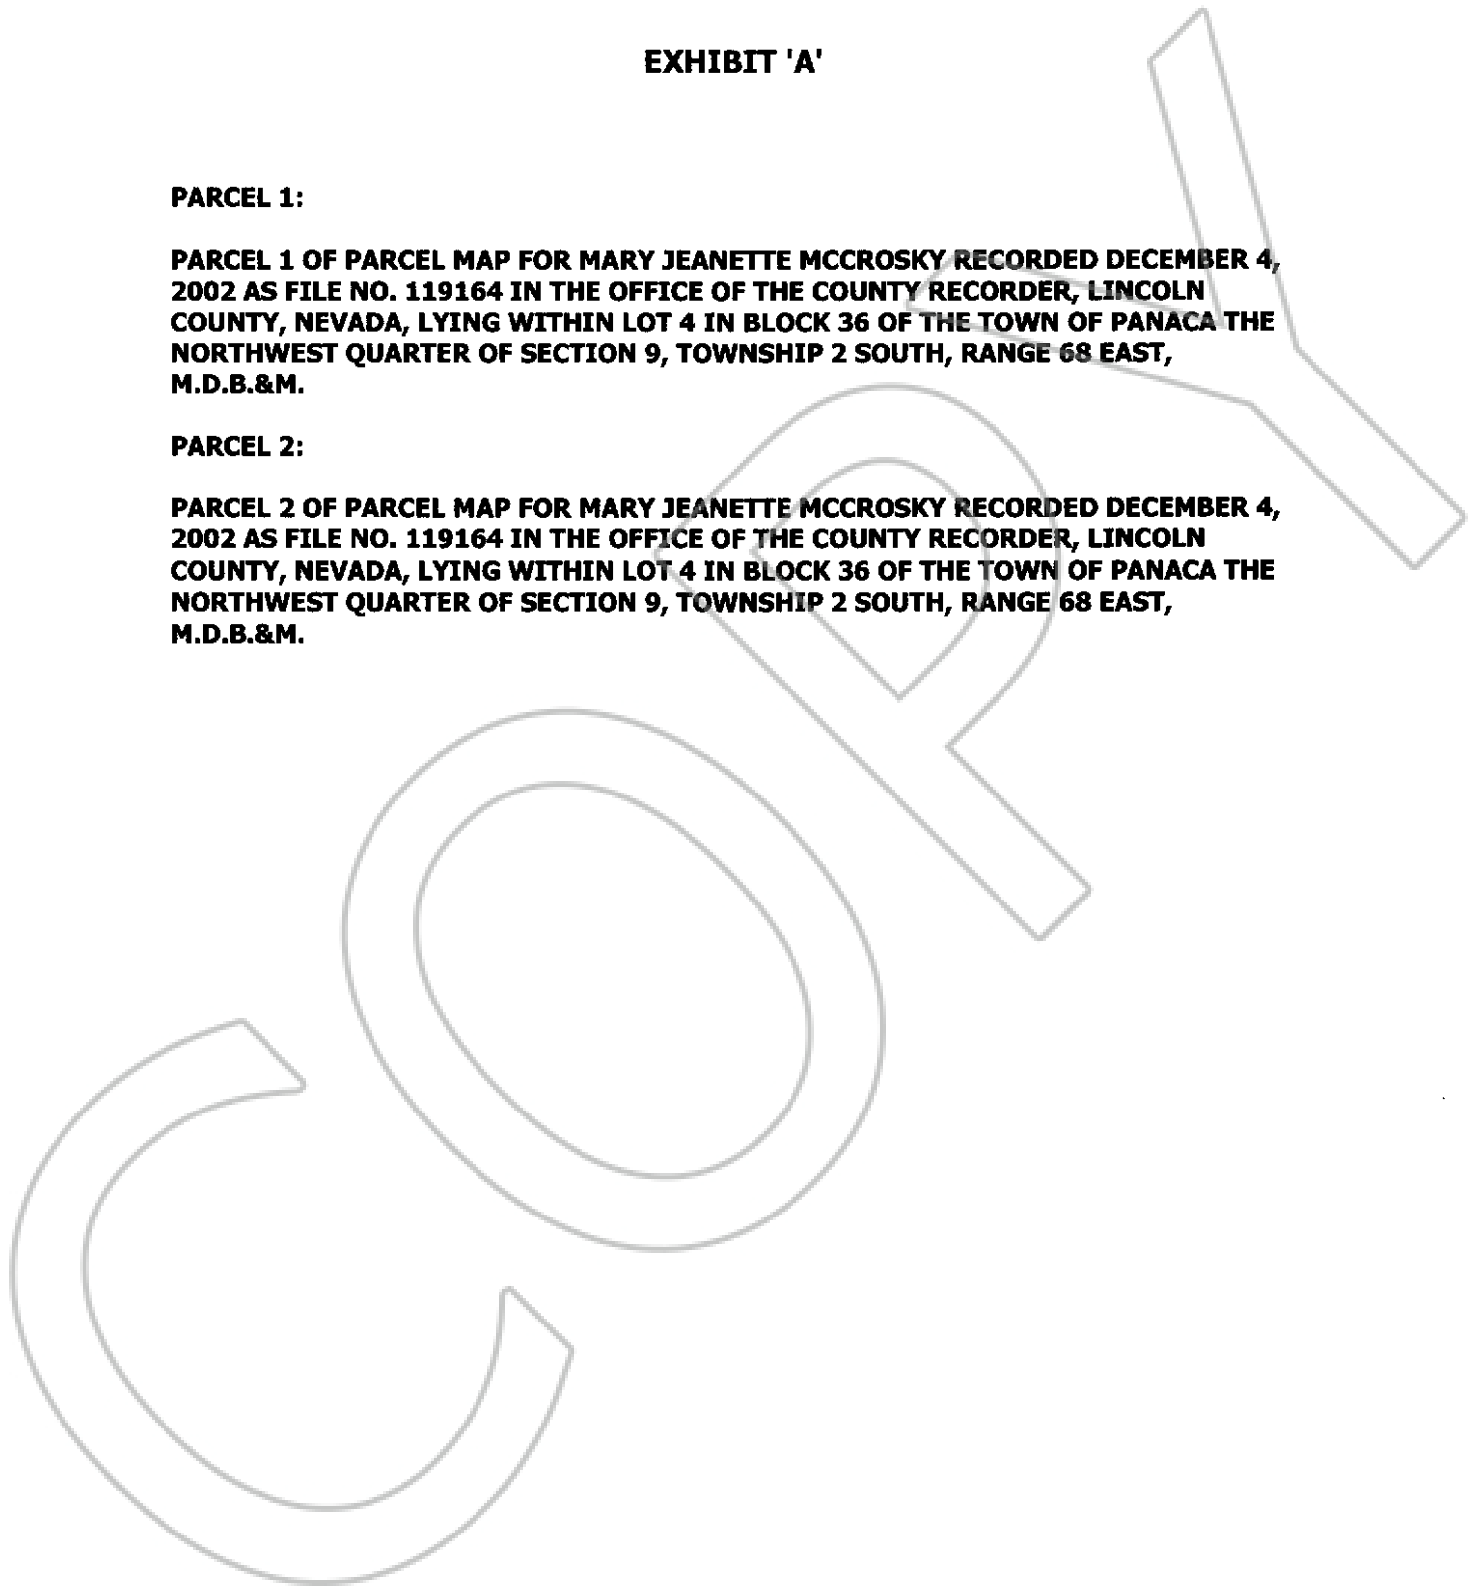 EXHIBIT 'A'
PARCEL 1:
PARCEL 1 OF PARCEL MAP FOR MARY JEANETTE MCCROSKY RECORDED DECEMBER 4,
2002 AS FILE NO. 119164 IN THE OFFICE OF THE COUNTY RECORDER, LINCOLN
COUNTY, NEVADA, LYING WITHIN LOT 4 IN BLOCK 36 OF THE TOWN OF PANACA THE
NORTHWEST QUARTER OF SECTION 9, TOWNSHIP 2 SOUTH, RANGE 68 EAST,
M.D.B.&M.
PARCEL 2:
PARCEL 2 OF PARCEL MAP FOR MARY JEANETTE MCCROSKY RECORDED DECEMBER 4,
2002 AS FILE NO. 119164 IN THE OFFICE OF THE COUNTY RECORDER, LINCOLN
COUNTY, NEVADA, LYING WITHIN LOT 4 IN BLOCK 36 OF THE TOWN OF PANACA THE
NORTHWEST QUARTER OF SECTION 9, TOWNSHIP 2 SOUTH, RANGE 68 EAST,
M.D.B.&M.
COPY